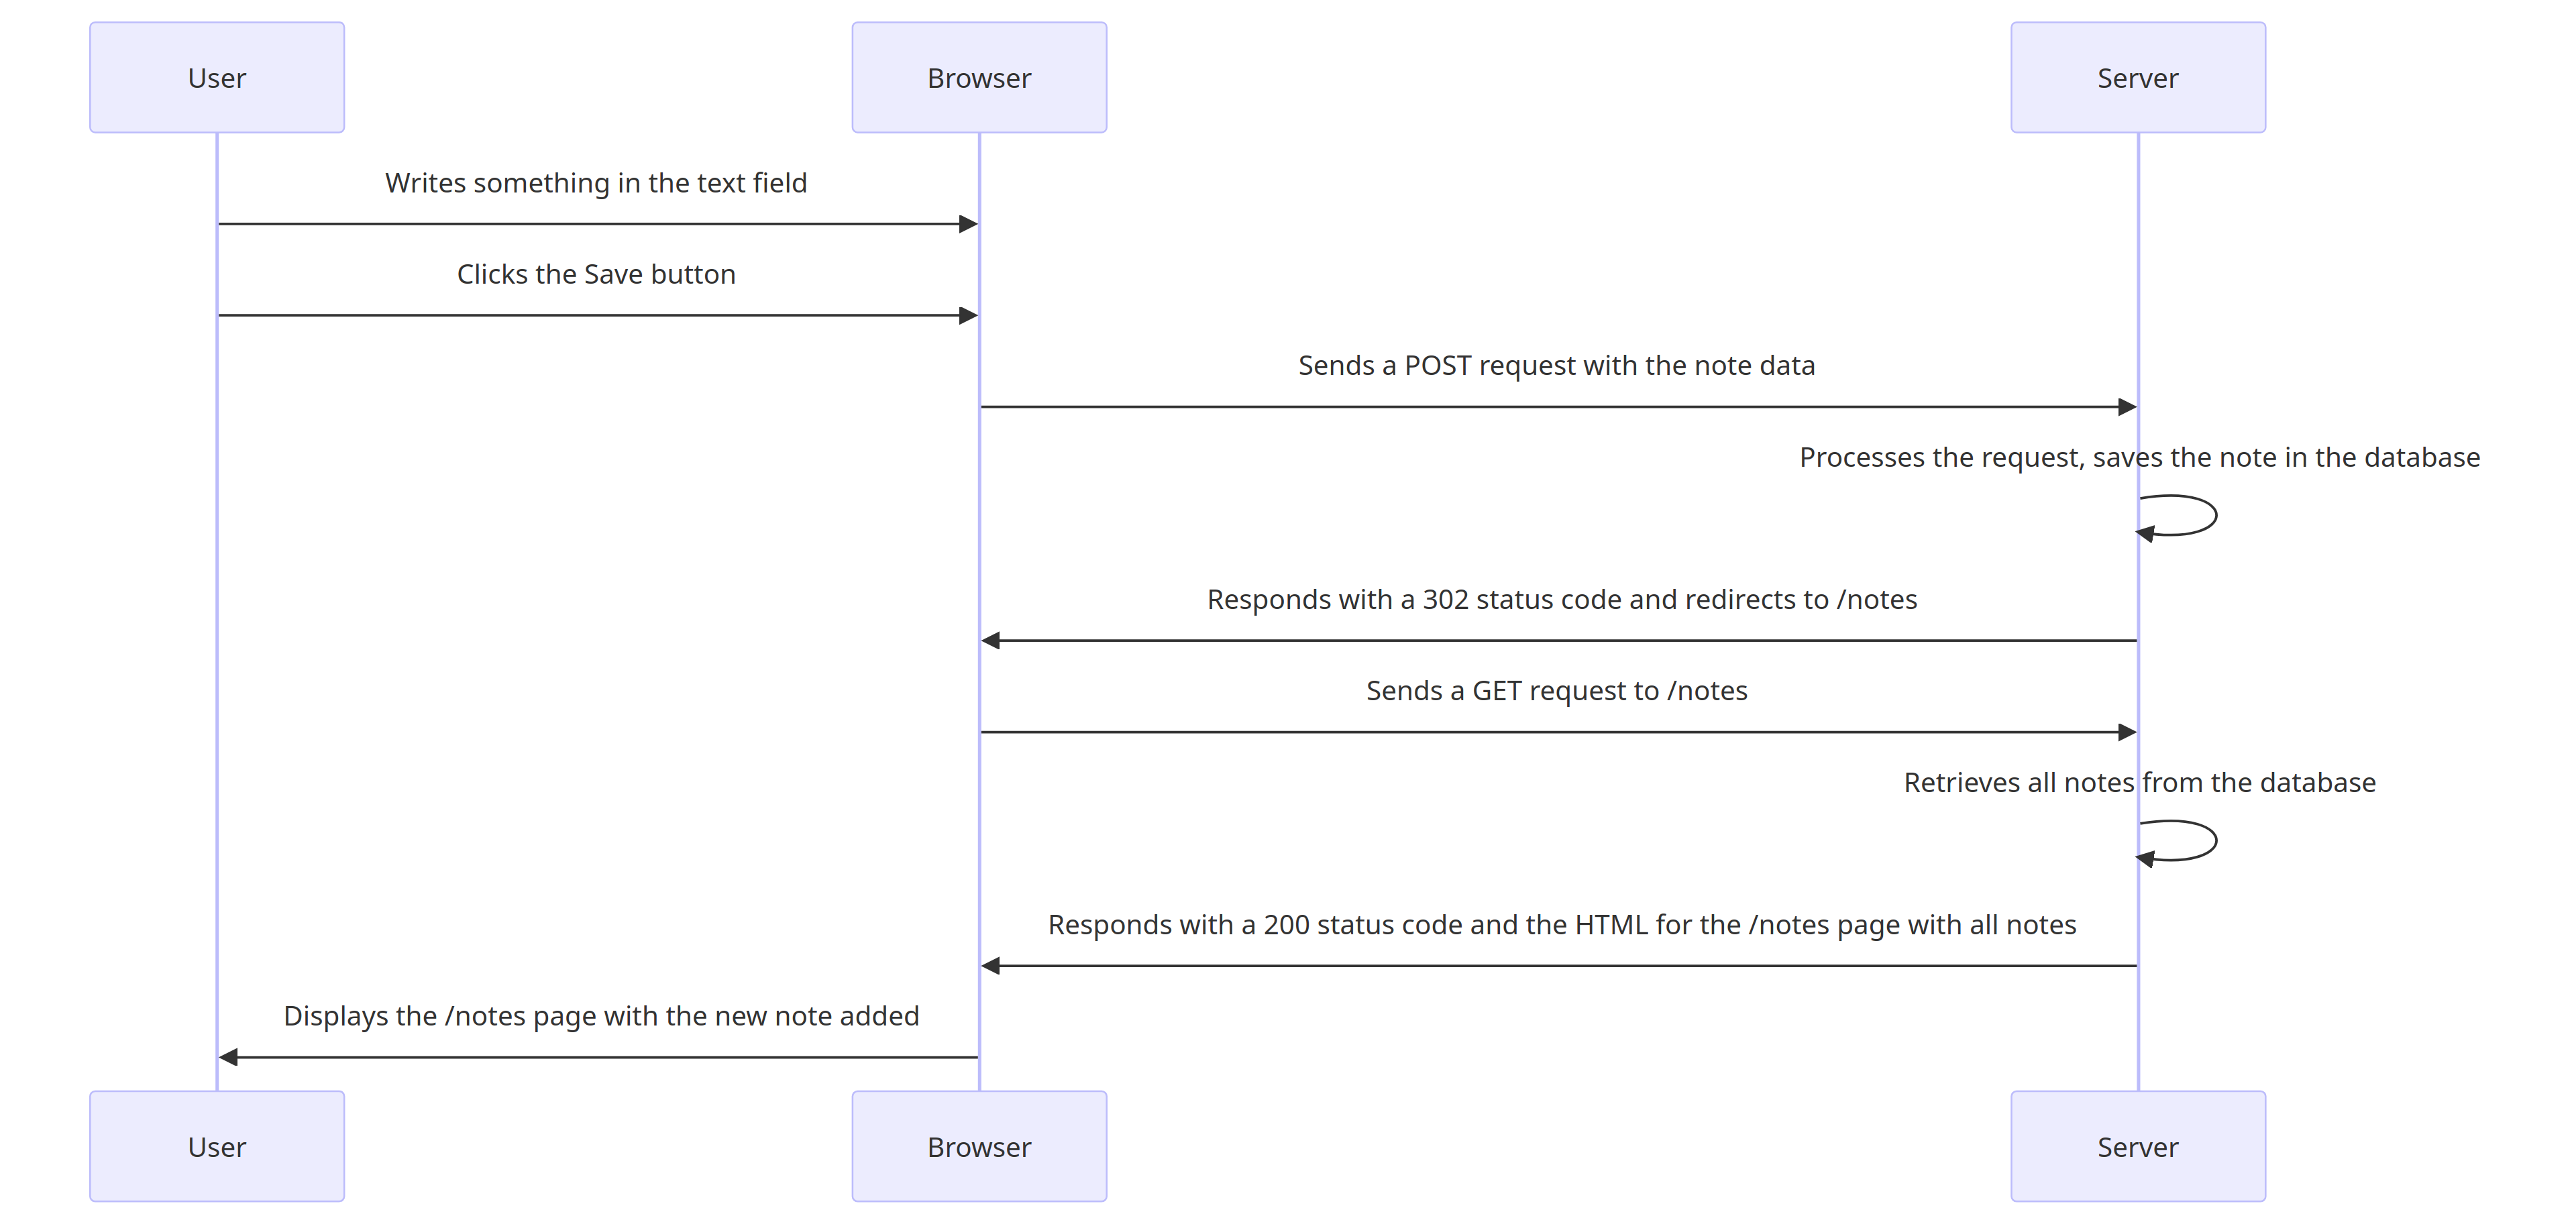 User
Browser
Server
Writes something in the text field
Clicks the Save button
Sends a POST request with the note data
Processes the request, saves the note in the database
Responds with a 302 status code and redirects to /notes
Sends a GET request to /notes
Retrieves all notes from the database
Responds with a 200 status code and the HTML for the /notes page with all notes
Displays the /notes page with the new note added
User
Browser
Server